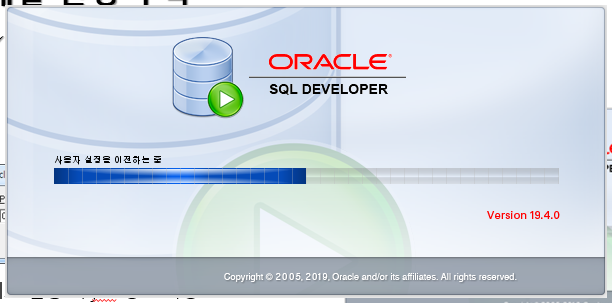 ORACLE
SQL DEVELOPER
사용자 설정을 이전하는 중
Version 19.4.0
Copyright © 2005, 2019, Oracle and/or its affiliates. All rights reserved.